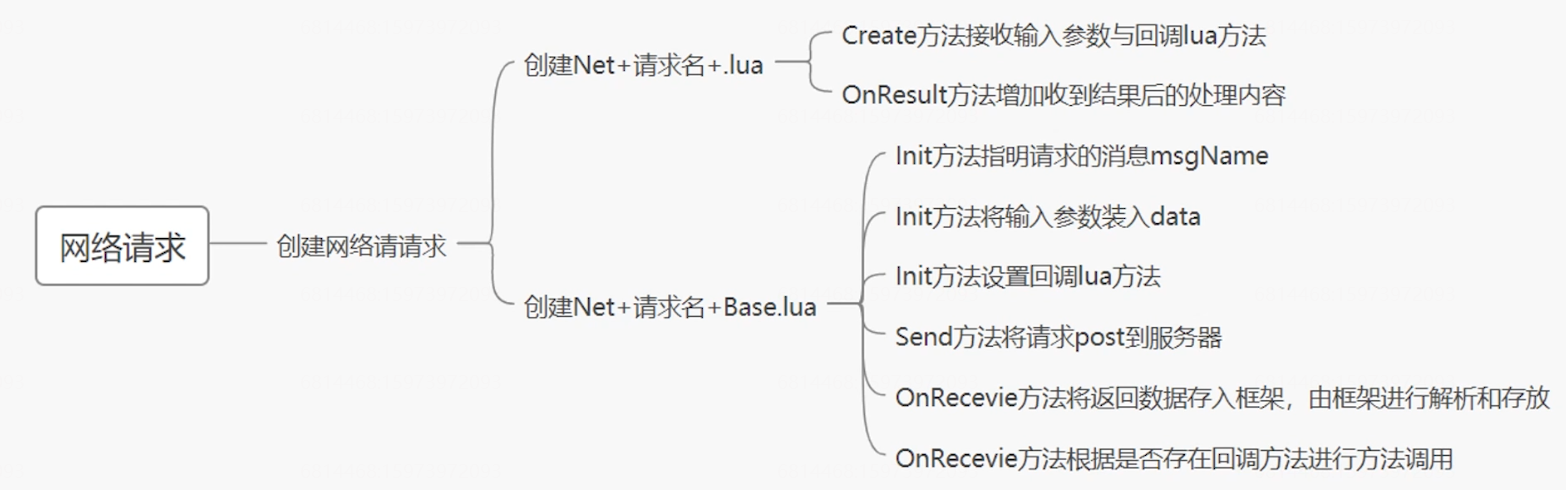 网络请求
创建网络请请求
创建Net+请求名+.lua
Create方法接收输入参数与回调lua方法
OnResult方法增加收到结果后的处理内容
创建Net+请求名+Base.lua
Init方法指明请求的消息msgName
Init方法将输入参数装入data
Init方法设置回调lua方法
Send方法将请求post到服务器
OnRecevie方法将返回数据存入框架，由框架进行解析和存放
OnRecevie方法根据是否存在回调方法进行方法调用